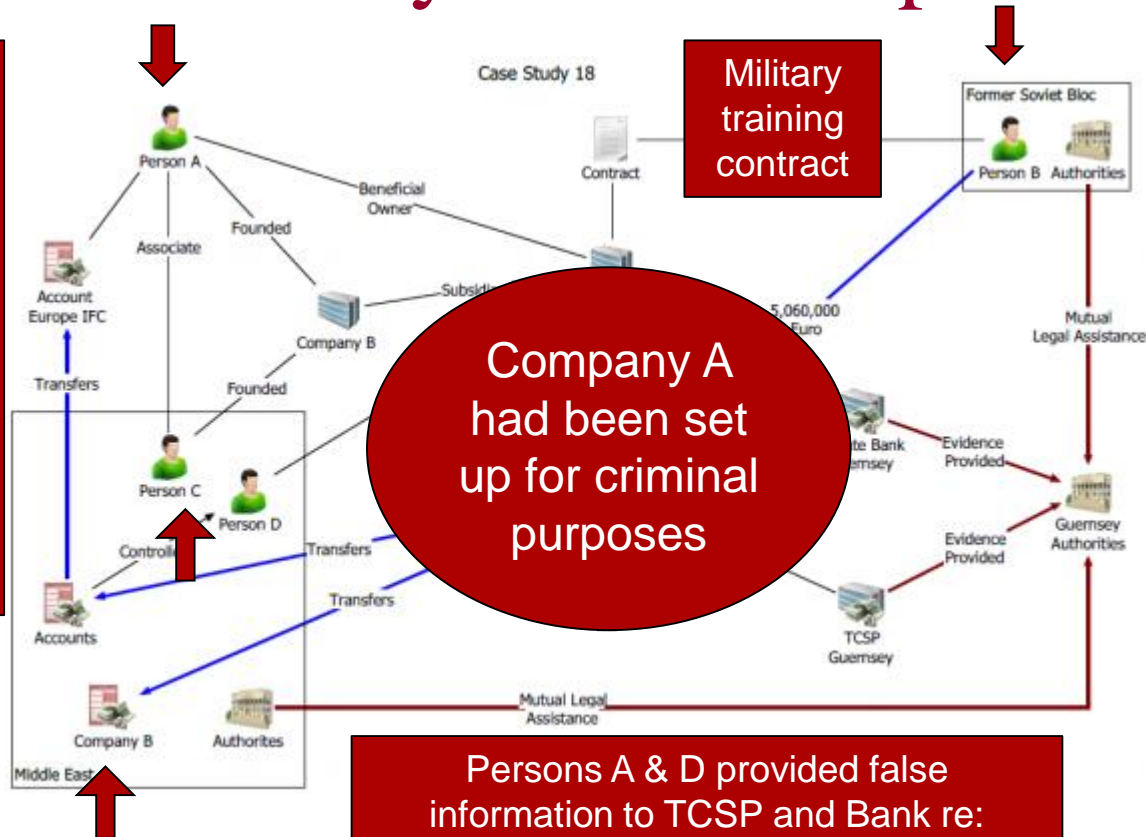 Case Study 18
Military
training
contract
Former Soviet Bloc
Person A
Contract
Person B
Authorities
Beneficial
Owner
Founded
Associate
Account
Europe IFC
Company B
5,060,000
Euro
Mutual
Legal Assistance
Transfers
Founded
Company A
had been set
up for criminal
purposes
Person C
Person D
Bank
Evidence
Provided
Guernsey
Authorities
Transfers
Evidence
Provided
Accounts
Transfers
TCSP
Guernsey
Mutual Legal
Assistance
Company B
Authorites
Middle East
Persons A & D provided false
information to TCSP and Bank re: